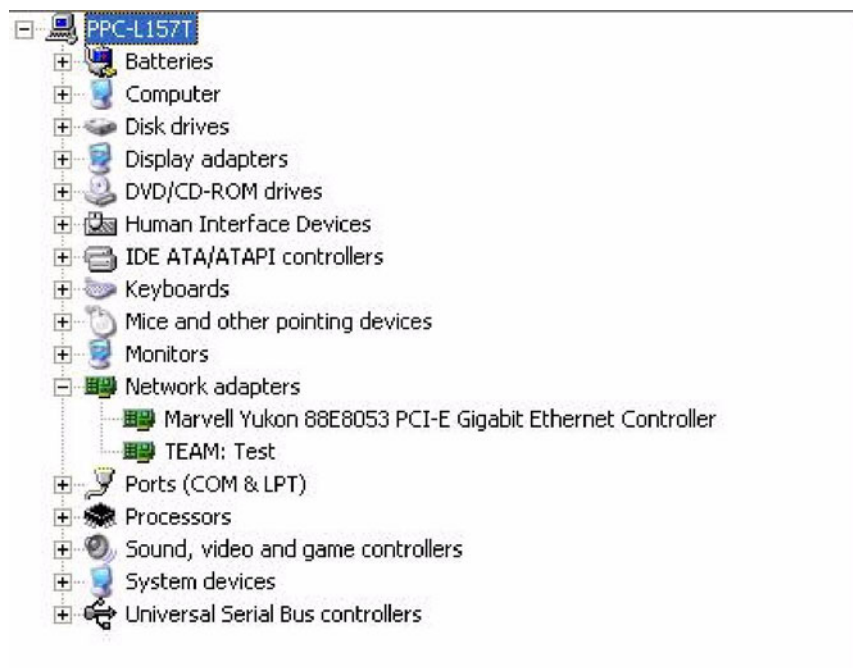 PPC-L157T
Batteries
Computer
Disk drives
Display adapters
DVD/CD-ROM drives
Human Interface Devices
IDE ATA/ATAPI controllers
Keyboards
Mice and other pointing devices
Monitors
Network adapters
Marvell Yukon 88E8053 PCI-E Gigabit Ethernet Controller
TEAM: Test
Ports (COM & LPT)
Processors
Sound, video and game controllers
System devices
Universal Serial Bus controllers